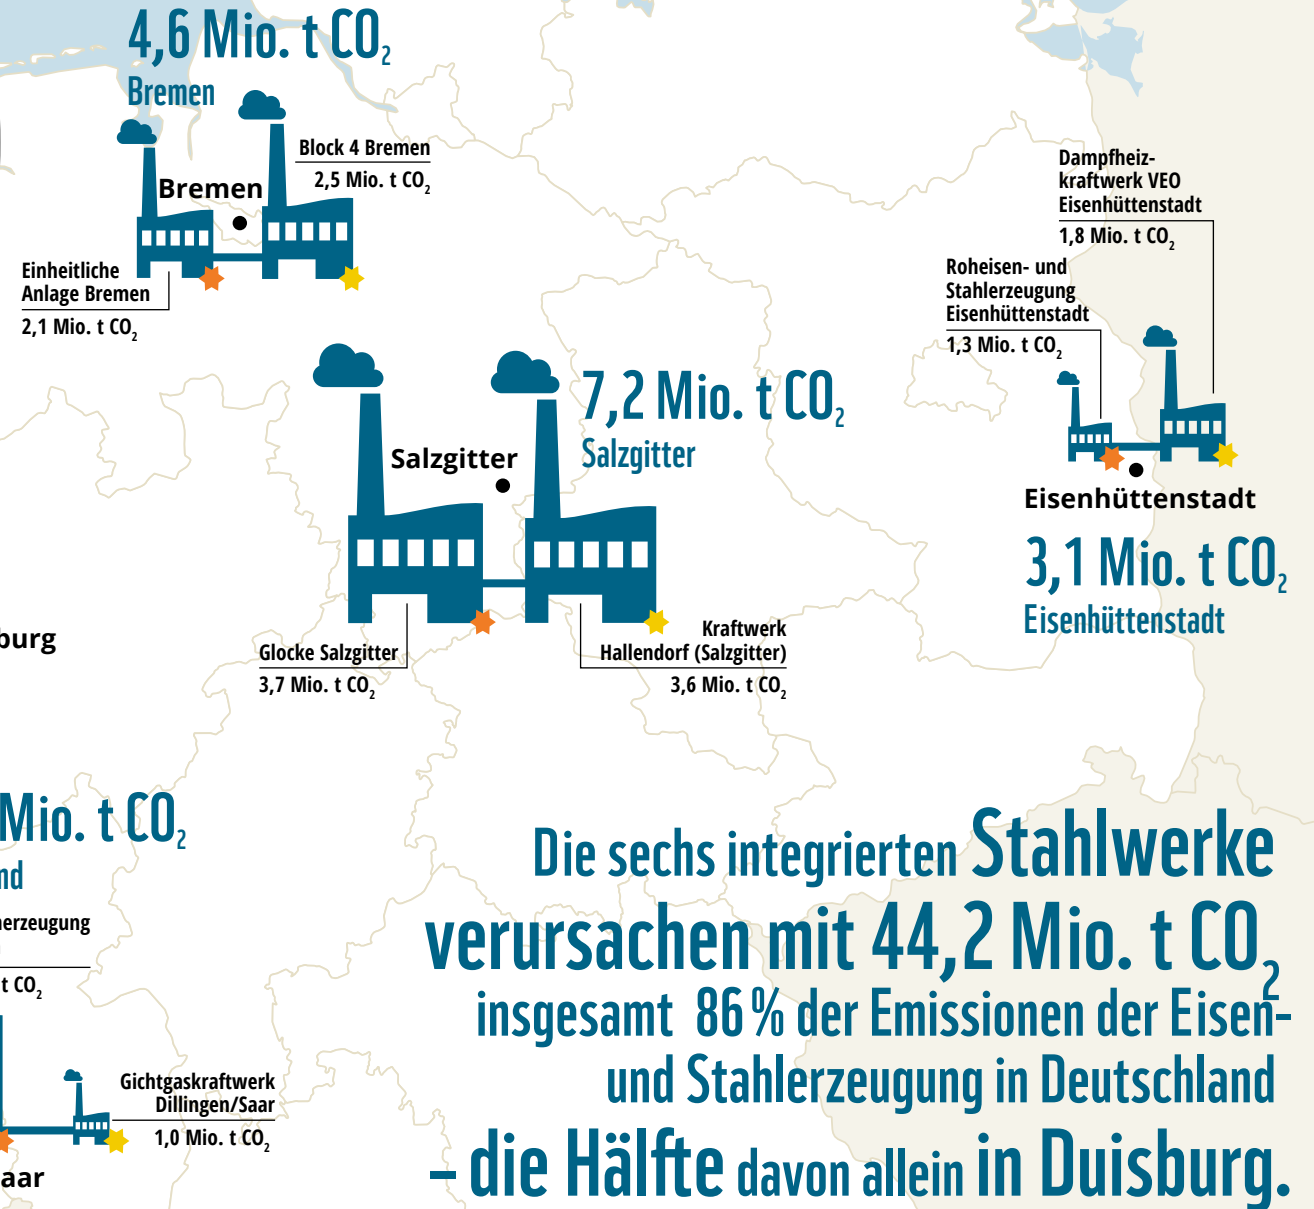 4,6 Mio. t CO₂
Bremen
Block 4 Bremen
2,5 Mio. t CO₂
Bremen
Einheitliche
Anlage Bremen
2,1 Mio. t CO₂
Dampfheiz-
kraftwerk VEO
Eisenhüttenstadt
1,8 Mio. t CO₂
Roheisen- und
Stahlerzeugung
Eisenhüttenstadt
1,3 Mio. t CO₂
Eisenhüttenstadt
3,1 Mio. t CO₂
Eisenhüttenstadt
7,2 Mio. t CO₂
Salzgitter
Salzgitter
Glocke Salzgitter
3,7 Mio. t CO₂
Kraftwerk
Hallendorf (Salzgitter)
3,6 Mio. t CO₂
burg
Mio. t CO₂
nd
erzeugung
t CO₂
Gichtgaskraftwerk
Dillingen/Saar
1,0 Mio. t CO₂
aar
Die sechs integrierten Stahlwerke
verursachen mit 44,2 Mio. t CO₂
insgesamt 86 % der Emissionen der Eisen-
und Stahlerzeugung in Deutschland
– die Hälfte davon allein in Duisburg.